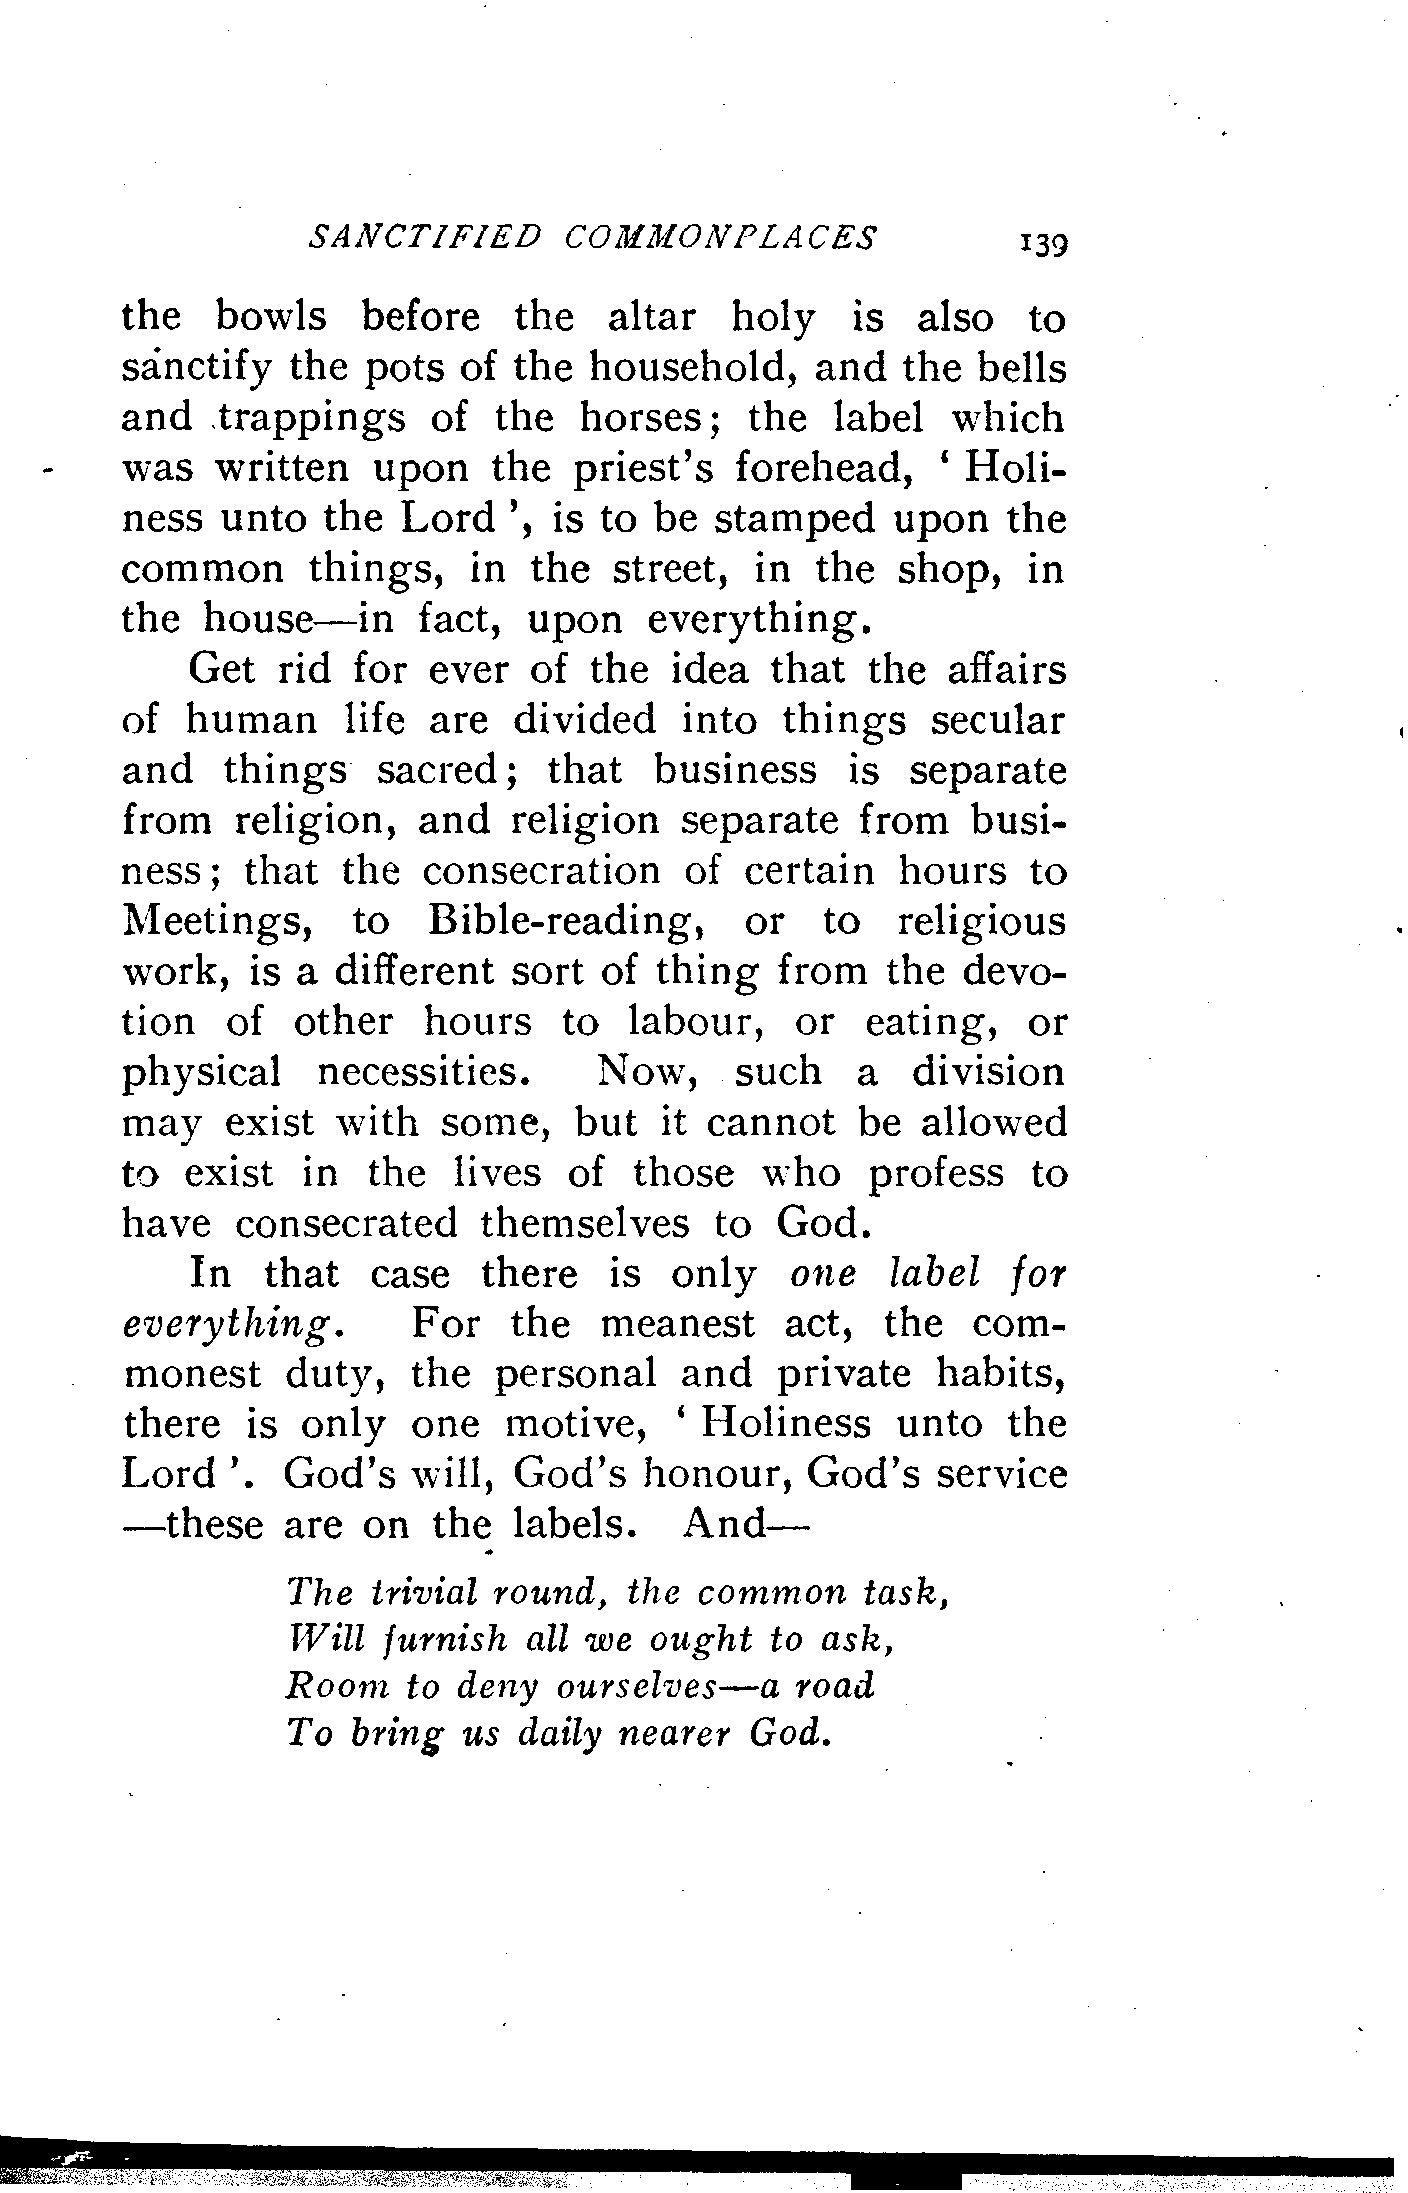 SANCTIFIED COMMONPLACES 139
the bowls before the altar holy is also to
sanctify the pots of the household, and the bells
and trappings of the horses; the label which
was written upon the priest's forehead, ‘ Holi-
ness unto the Lord ’, is to be stamped upon the
common things, in the street, in the shop, in
the house—in fact, upon everything.
Get rid for ever of the idea that the affairs
of human life are divided into things secular
and things sacred; that business is separate
from religion, and religion separate from busi-
ness; that the consecration of certain hours to
Meetings, to Bible-reading, or to religious
work, is a different sort of thing from the devo-
tion of other hours to labour, or eating, or
physical necessities. Now, such a division
may exist with some, but it cannot be allowed
to exist in the lives of those who profess to
have consecrated themselves to God.
In that case there is only one label for
everything. For the meanest act, the com-
monest duty, the personal and private habits,
there is only one motive, ‘ Holiness unto the
Lord ’. God's will, God's honour, God's service
—these are on the labels. And—
The trivial round, the common task,
Will furnish all we ought to ask,
Room to deny ourselves—a road
To bring us daily nearer God.